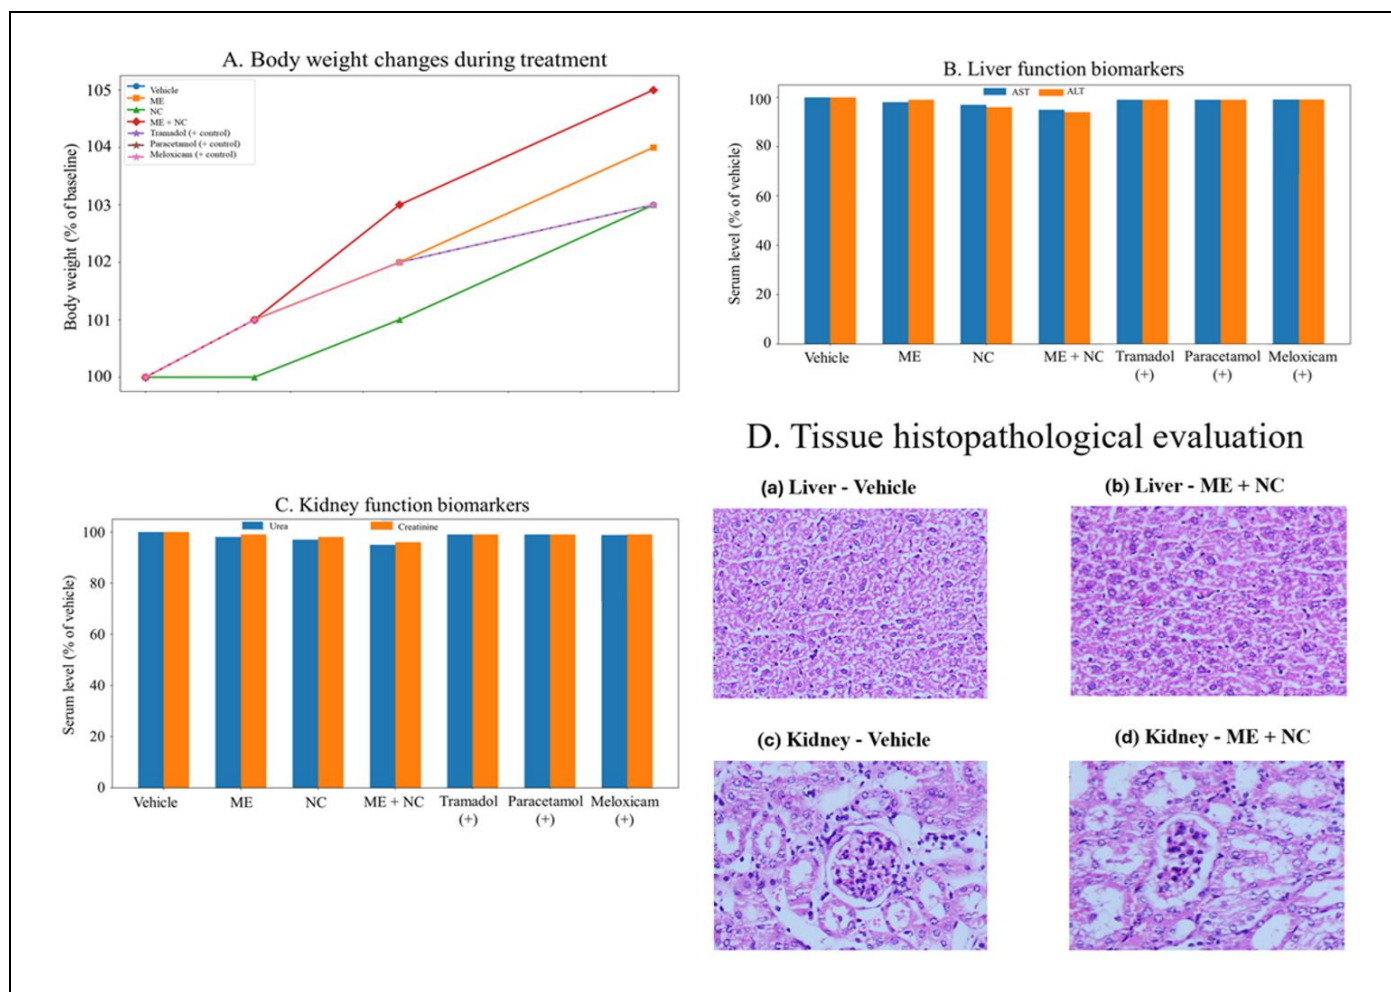 A. Body weight changes during treatment
Body weight (% of baseline)
105
104
103
102
101
100
Vehicle
ME
NC
ME + NC
Tramadol (+ control)
Paracetamol (+ control)
Meloxicam (+ control)
B. Liver function biomarkers
AST ALT
Serum level (% of vehicle)
100
80
60
40
20
0
Vehicle ME NC ME + NC Tramadol Paracetamol Meloxicam
(+) (+) (+)
C. Kidney function biomarkers
Urea Creatinine
Serum level (% of vehicle)
100
80
60
40
20
0
Vehicle ME NC ME + NC Tramadol Paracetamol Meloxicam
(+) (+) (+)
D. Tissue histopathological evaluation
(a) Liver - Vehicle
(b) Liver - ME + NC
(c) Kidney - Vehicle
(d) Kidney - ME + NC